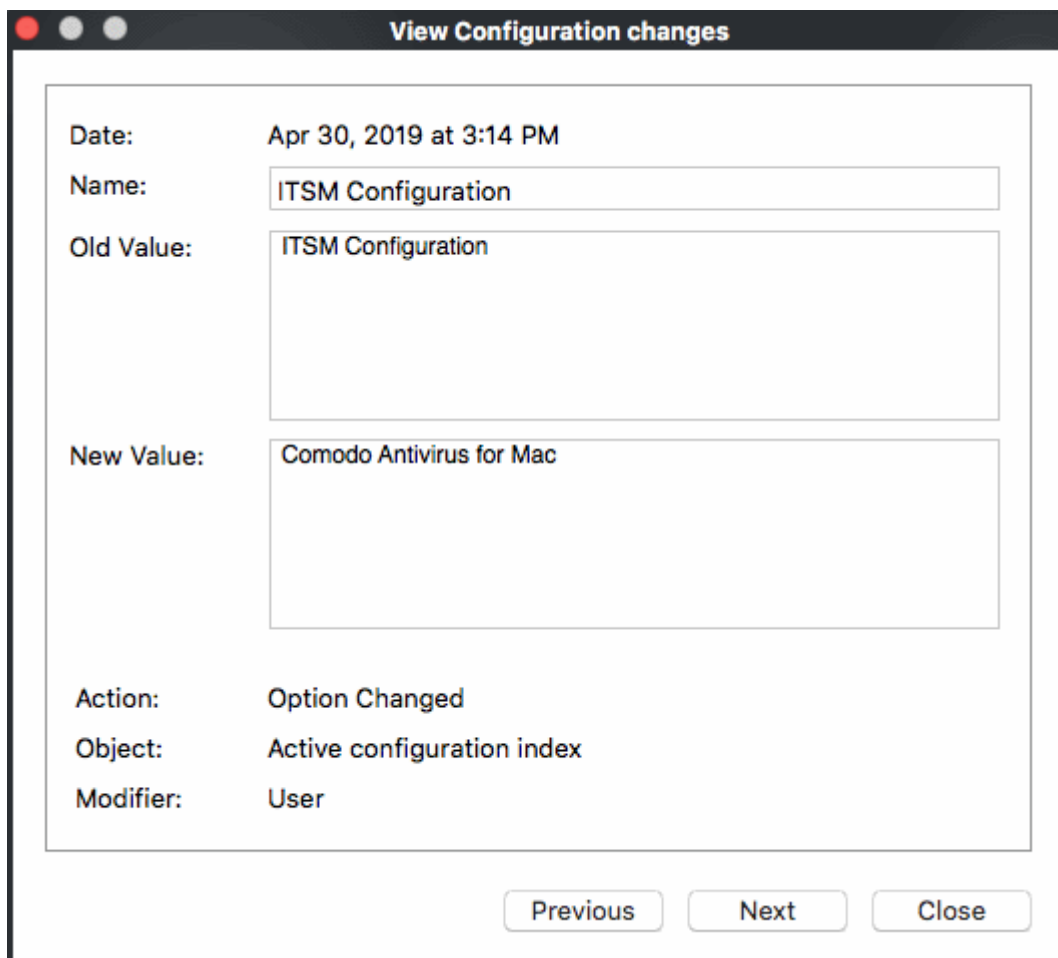 View Configuration changes
Date: Apr 30, 2019 at 3:14 PM
Name: ITSM Configuration
Old Value: ITSM Configuration
New Value: Comodo Antivirus for Mac
Action: Option Changed
Object: Active configuration index
Modifier: User
Previous Next Close